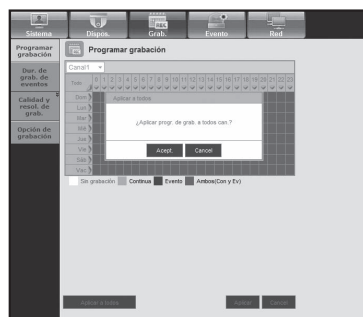 Sistema Dispos. Grab. Evento Red
REC
Programar grabación
Programar grabación
Dur. de grab. de eventos
Calidad y resol. de grab.
Opción de grabación
Canal1
0 1 2 3 4 5 6 7 8 9 10 11 12 13 14 15 16 17 18 19 20 21 22 23
Dom
Lun
Mar
Mié
Jue
Vie
Sáb
Vac
Aplicar a todos
¿Aplicar progr. de grab. a todos can.?
Acept. Cancel
Sin grabación Continua Evento Ambos(Con y Ev)
Aplicar a todos Aplicar Cancel